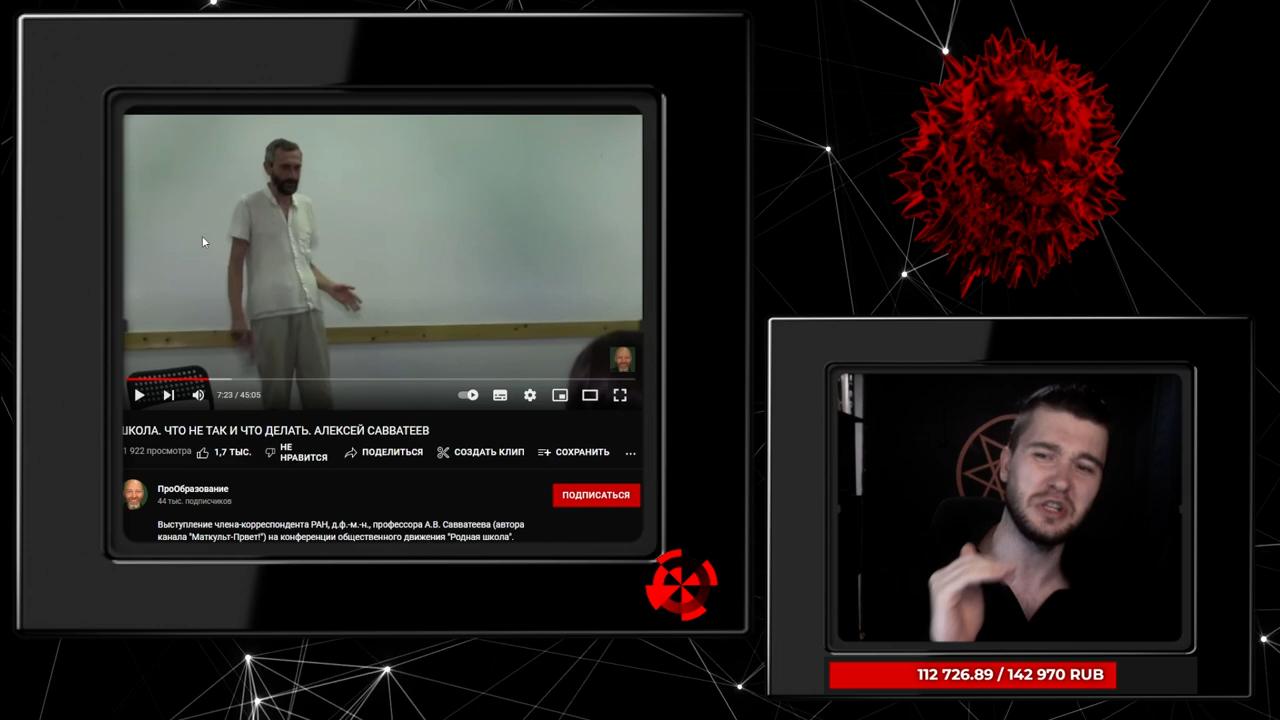 7:23 / 45:05
ШКОЛА. ЧТО НЕ ТАК И ЧТО ДЕЛАТЬ. АЛЕКСЕЙ САВВАТЕЕВ
1 922 просмотра
1,7 ТЫС.
НЕ
НРАВИТСЯ
ПОДЕЛИТЬСЯ
СОЗДАТЬ КЛИП
СОХРАНИТЬ
ПроОбразование
44 тыс. подписчиков
ПОДПИСАТЬСЯ
Выступление члена-корреспондента РАН, д.ф.-м.-н., профессора А.В. Савватеева (автора
канала "Маткульт-Првет!") на конференции общественного движения "Родная школа".
112 726.89 / 142 970 RUB